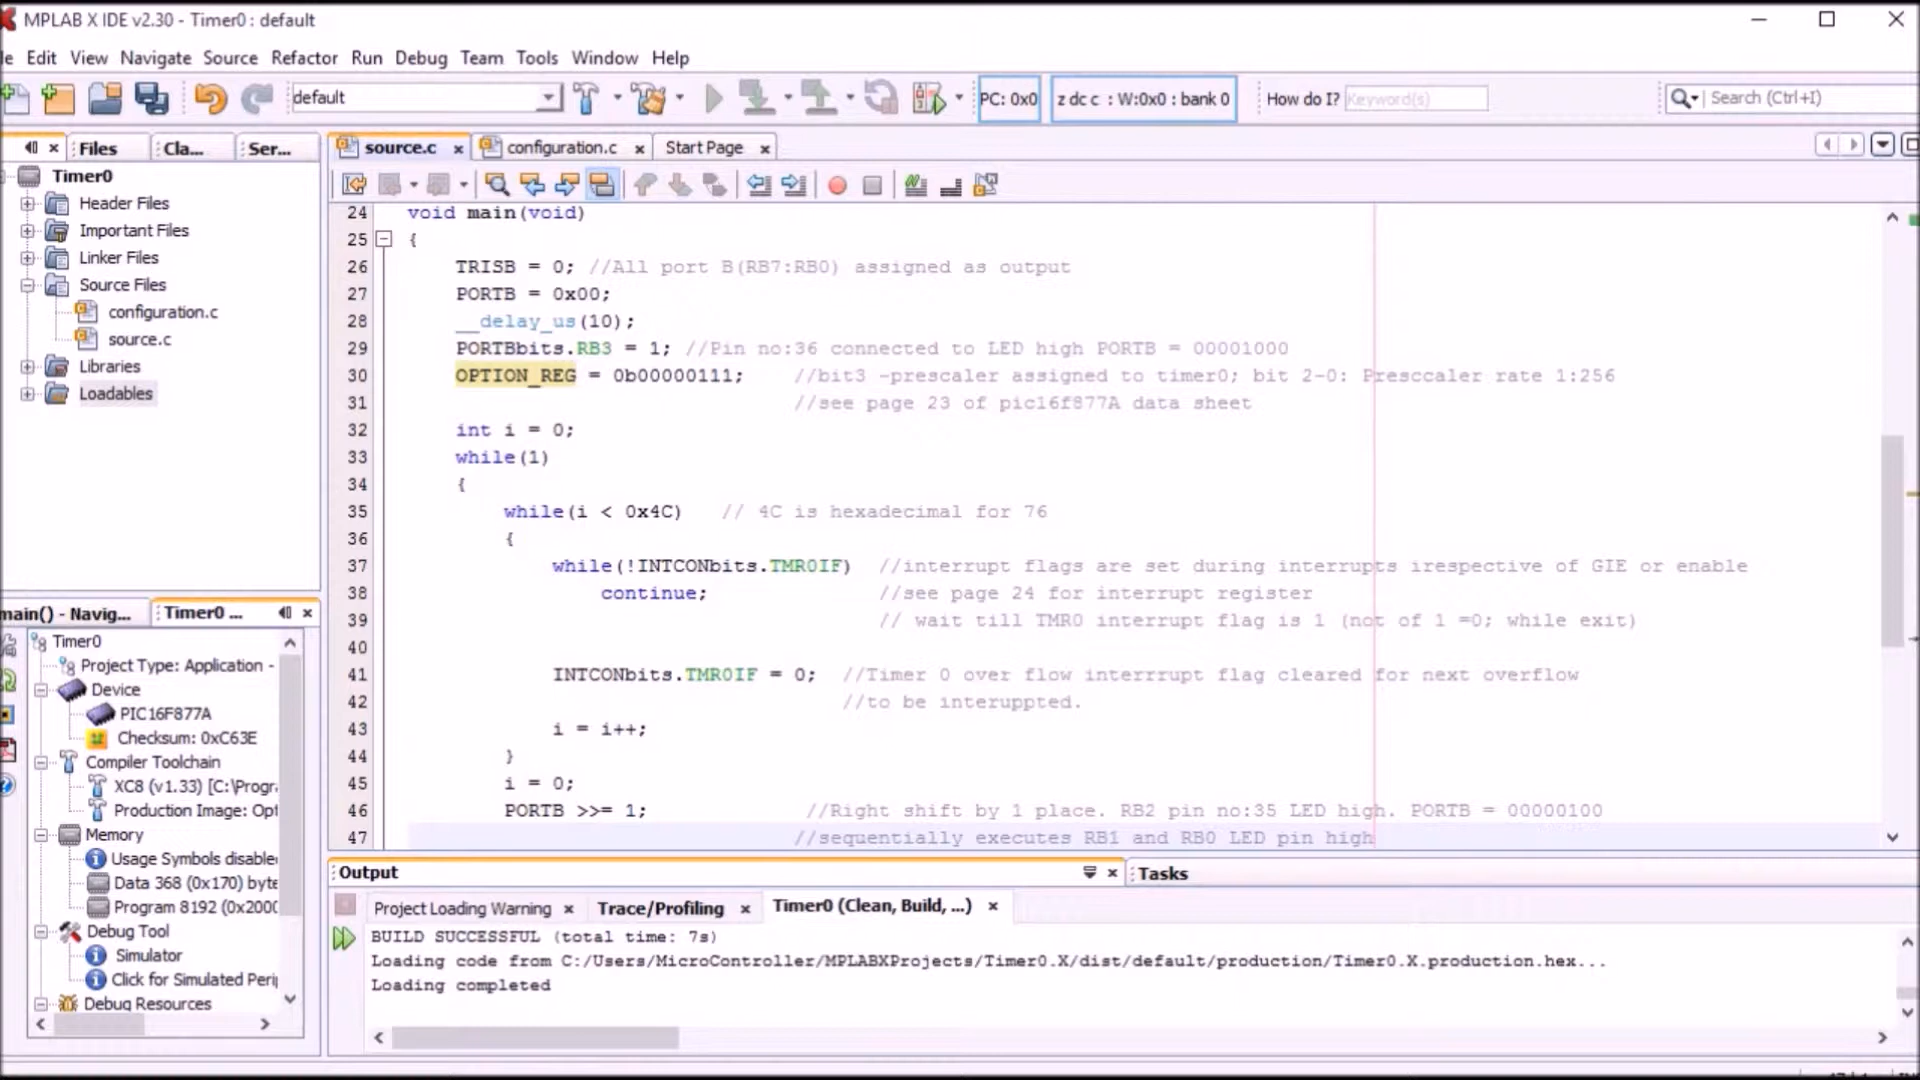 MPLAB X IDE v2.30 - Timer0 : default
Edit View Navigate Source Refactor Run Debug Team Tools Window Help
default
PC: 0x0
z dc c : W:0x0 : bank 0
How do I? Keyword(s)
Search (Ctrl+I)
Files Cla... Ser...
source.c configuration.c Start Page
Timer0
Header Files
Important Files
Linker Files
Source Files
configuration.c
source.c
Libraries
Loadables
24 void main(void)
25 {
26 TRISB = 0; //All port B(RB7:RB0) assigned as output
27 PORTB = 0x00;
28 __delay_us(10);
29 PORTBbits.RB3 = 1; //Pin no:36 connected to LED high PORTB = 00001000
30 OPTION_REG = 0b00000111; //bit3 -prescaler assigned to timer0; bit 2-0: Presccaler rate 1:256
31 //see page 23 of pic16f877A data sheet
32 int i = 0;
33 while(1)
34 {
35 while(i < 0x4C) // 4C is hexadecimal for 76
36 {
37 while(!INTCONbits.TMR0IF) //interrupt flags are set during interrupts irespective of GIE or enable
38 continue; //see page 24 for interrupt register
39 // wait till TMR0 interrupt flag is 1 (not of 1 =0; while exit)
40
41 INTCONbits.TMR0IF = 0; //Timer 0 over flow interrrupt flag cleared for next overflow
42 //to be interuppted.
43 i = i++;
44 }
45 i = 0;
46 PORTB >>= 1; //Right shift by 1 place. RB2 pin no:35 LED high. PORTB = 00000100
47 //sequentially executes RB1 and RB0 LED pin high
main() - Navig... Timer0 ...
Timer0
Project Type: Application -
Device
PIC16F877A
Checksum: 0xC63E
Compiler Toolchain
XC8 (v1.33) [C:\Progr
Production Image: Opt
Memory
Usage Symbols disable
Data 368 (0x170) byte
Program 8192 (0x2000
Debug Tool
Simulator
Click for Simulated Peri
Debug Resources
Output
Tasks
Project Loading Warning Trace/Profiling Timer0 (Clean, Build, ...)
BUILD SUCCESSFUL (total time: 7s)
Loading code from C:/Users/MicroController/MPLABXProjects/Timer0.X/dist/default/production/Timer0.X.production.hex...
Loading completed